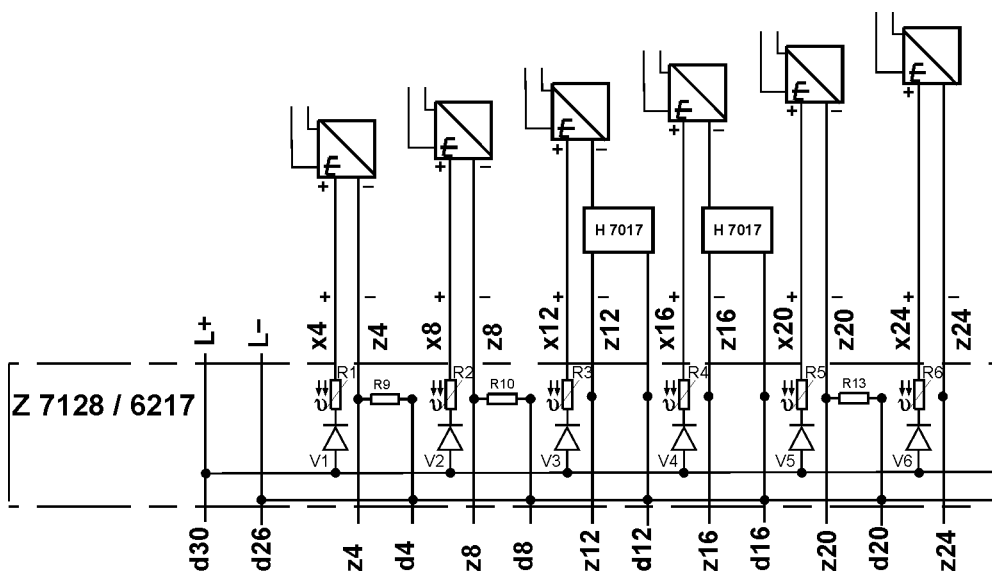 + −
+ −
+ −
+ −
+ −
+ −
H 7017 H 7017
+ − + − + − + − + − + −
L+ L− x4 z4 x8 z8 x12 z12 x16 z16 x20 z20 x24 z24
R1 R2 R3 R4 R5 R6
R9 R10 R13
Z 7128 / 6217
V1 V2 V3 V4 V5 V6
d30 d26 z4 d4 z8 d8 z12 d12 z16 d16 z20 d20 z24